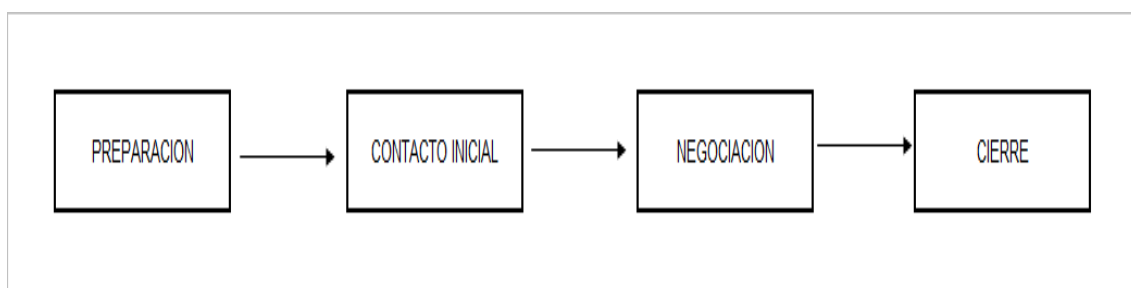 PREPARACION
CONTACTO INICIAL
NEGOCIACION
CIERRE